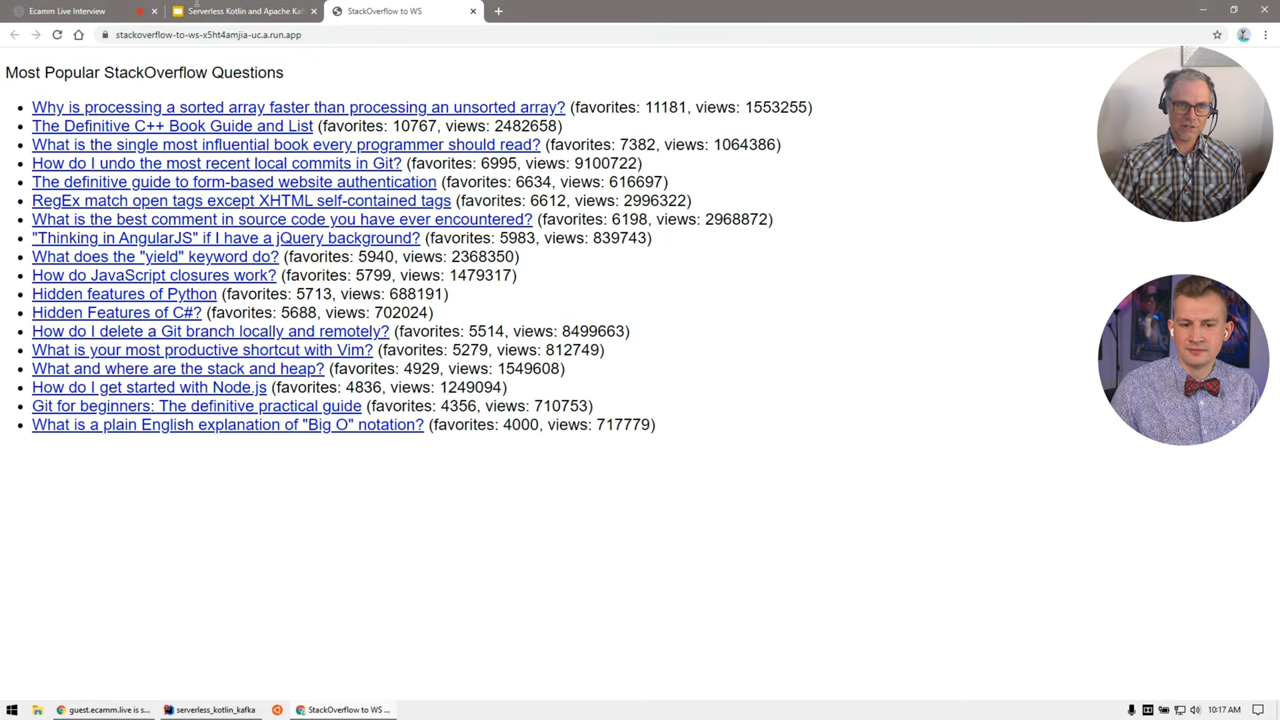 Ecamm Live Interview
Serverless Kotlin and Apache Kaf
StackOverflow to WS
stackoverflow-to-ws-x5ht4amjia-uc.a.run.app
Most Popular StackOverflow Questions
Why is processing a sorted array faster than processing an unsorted array? (favorites: 11181, views: 1553255)
The Definitive C++ Book Guide and List (favorites: 10767, views: 2482658)
What is the single most influential book every programmer should read? (favorites: 7382, views: 1064386)
How do I undo the most recent local commits in Git? (favorites: 6995, views: 9100722)
The definitive guide to form-based website authentication (favorites: 6634, views: 616697)
RegEx match open tags except XHTML self-contained tags (favorites: 6612, views: 2996322)
What is the best comment in source code you have ever encountered? (favorites: 6198, views: 2968872)
"Thinking in AngularJS" if I have a jQuery background? (favorites: 5983, views: 839743)
What does the "yield" keyword do? (favorites: 5940, views: 2368350)
How do JavaScript closures work? (favorites: 5799, views: 1479317)
Hidden features of Python (favorites: 5713, views: 688191)
Hidden Features of C#? (favorites: 5688, views: 702024)
How do I delete a Git branch locally and remotely? (favorites: 5514, views: 8499663)
What is your most productive shortcut with Vim? (favorites: 5279, views: 812749)
What and where are the stack and heap? (favorites: 4929, views: 1549608)
How do I get started with Node.js (favorites: 4836, views: 1249094)
Git for beginners: The definitive practical guide (favorites: 4356, views: 710753)
What is a plain English explanation of "Big O" notation? (favorites: 4000, views: 717779)
guest.ecamm.live is s...
serverless_kotlin_kafka
StackOverflow to WS ...
10:17 AM